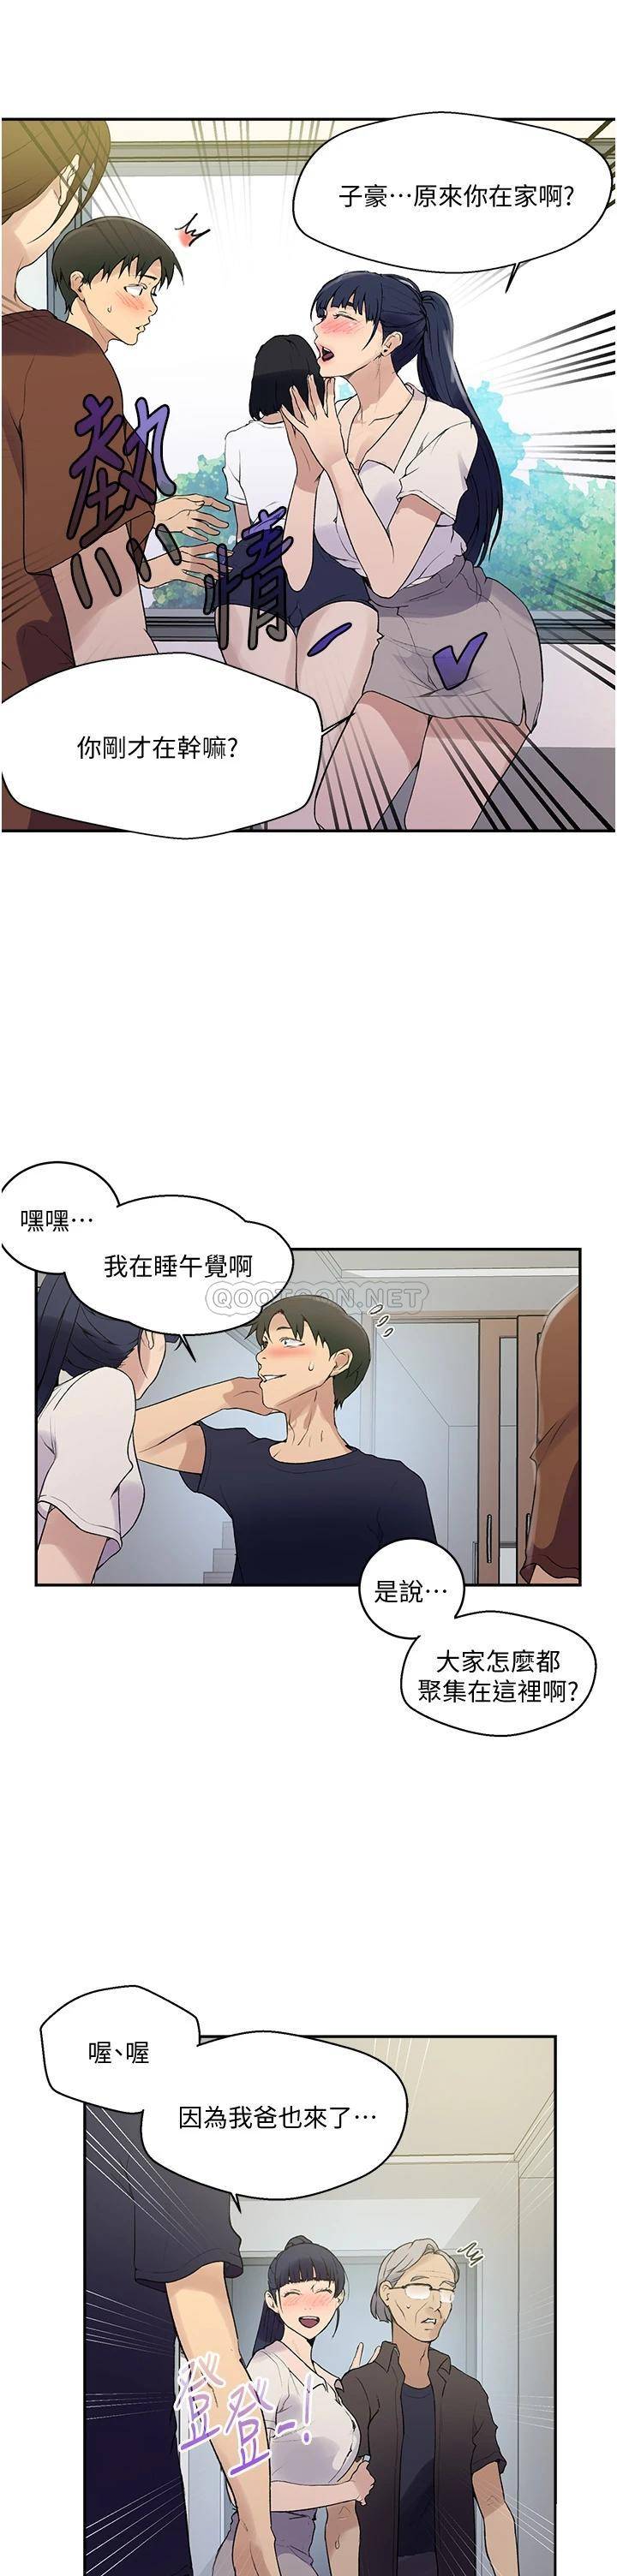 子豪…原來你在家啊?
熱情
你剛才在幹嘛?
嘿嘿…
我在睡午覺啊
QOOTOON.NET
是說…
大家怎麼都
聚集在這裡啊?
喔、喔
因為我爸也來了…
登登-!